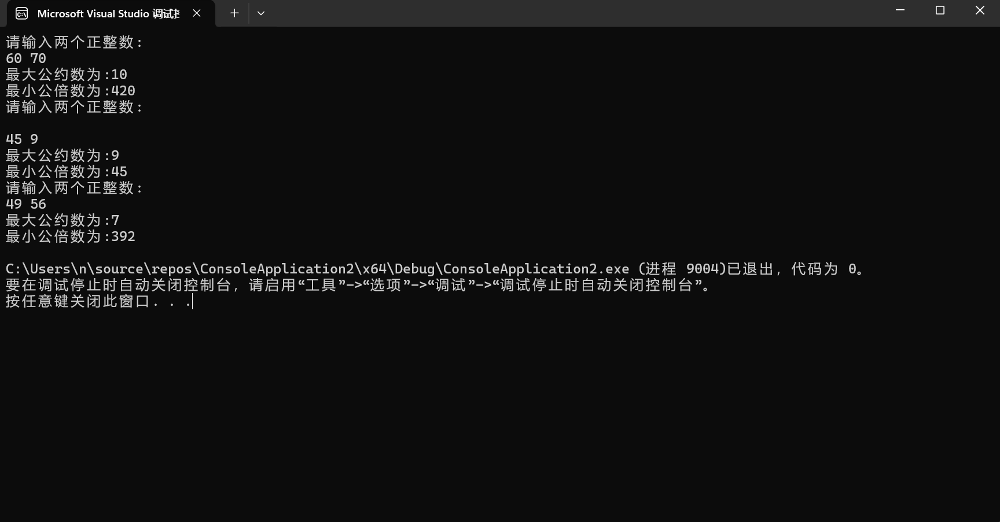 Microsoft Visual Studio 调试
请输入两个正整数:
60 70
最大公约数为:10
最小公倍数为:420
请输入两个正整数:
45 9
最大公约数为:9
最小公倍数为:45
请输入两个正整数:
49 56
最大公约数为:7
最小公倍数为:392
C:\Users\n\source\repos\ConsoleApplication2\x64\Debug\ConsoleApplication2.exe (进程 9004)已退出，代码为 0。
要在调试停止时自动关闭控制台，请启用“工具”->“选项”->“调试”->“调试停止时自动关闭控制台”。
按任意键关闭此窗口. . .